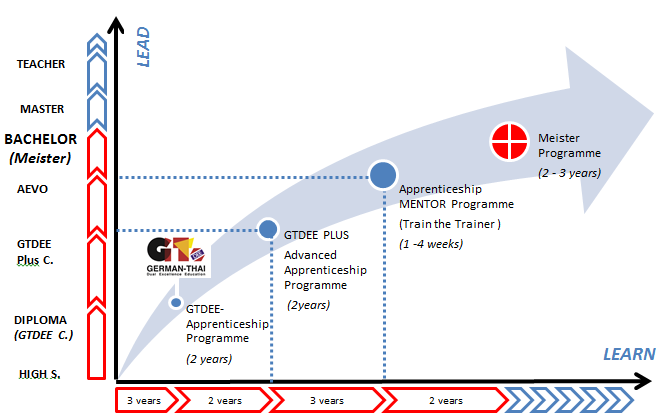 LEAD
TEACHER
MASTER
BACHELOR
(Meister)
AEVO
GTDEE
Plus C.
DIPLOMA
(GTDEE C.)
HIGH S.
GERMAN-THAI
Dual Excellence Education
GTDEE-
Apprenticeship
Programme
(2 years)
GTDEE PLUS
Advanced
Apprenticeship
Programme
(2years)
Apprenticeship
MENTOR Programme
(Train the Trainer )
(1 -4 weeks)
Meister
Programme
(2 - 3 years)
LEARN
3 years
2 years
3 years
2 years